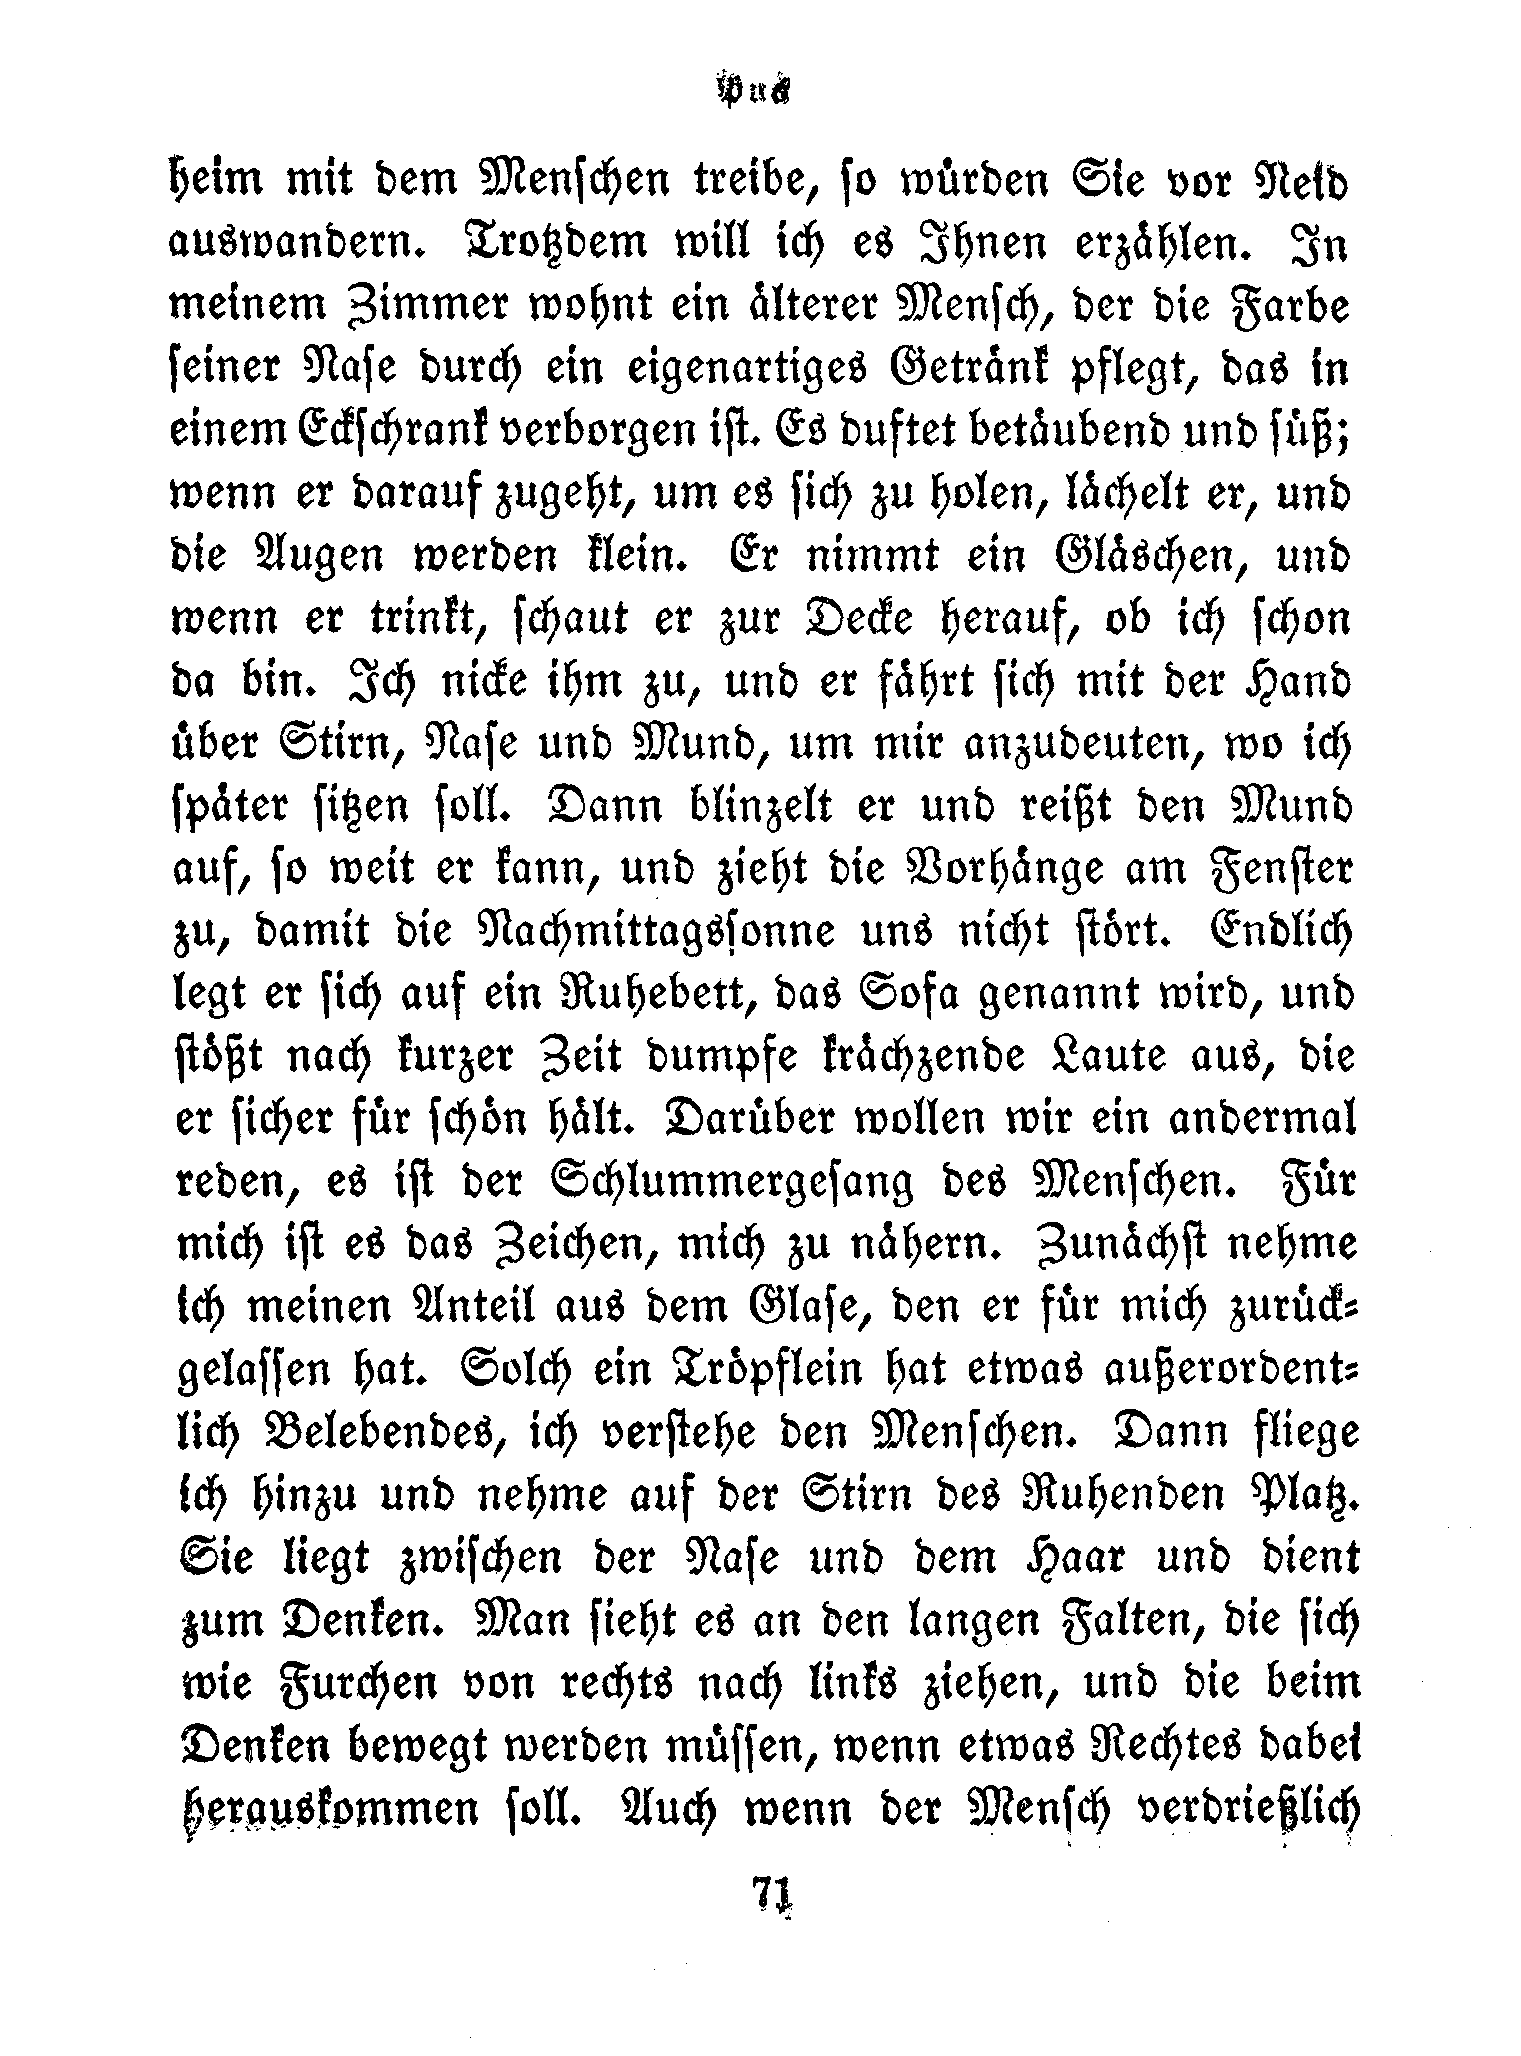 Puck
heim mit dem Menschen treibe, so würden Sie vor Neid
auswandern. Trotzdem will ich es Ihnen erzählen. In
meinem Zimmer wohnt ein älterer Mensch, der die Farbe
seiner Nase durch ein eigenartiges Getränk pflegt, das in
einem Eckschrank verborgen ist. Es duftet betäubend und süß;
wenn er darauf zugeht, um es sich zu holen, lächelt er, und
die Augen werden klein. Er nimmt ein Gläschen, und
wenn er trinkt, schaut er zur Decke herauf, ob ich schon
da bin. Ich nicke ihm zu, und er fährt sich mit der Hand
über Stirn, Nase und Mund, um mir anzudeuten, wo ich
später sitzen soll. Dann blinzelt er und reißt den Mund
auf, so weit er kann, und zieht die Vorhänge am Fenster
zu, damit die Nachmittagssonne uns nicht stört. Endlich
legt er sich auf ein Ruhebett, das Sofa genannt wird, und
stößt nach kurzer Zeit dumpfe krächzende Laute aus, die
er sicher für schön hält. Darüber wollen wir ein andermal
reden, es ist der Schlummergesang des Menschen. Für
mich ist es das Zeichen, mich zu nähern. Zunächst nehme
ich meinen Anteil aus dem Glase, den er für mich zurück-
gelassen hat. Solch ein Tröpflein hat etwas außerordent-
lich Belebendes, ich verstehe den Menschen. Dann fliege
ich hinzu und nehme auf der Stirn des Ruhenden Platz.
Sie liegt zwischen der Nase und dem Haar und dient
zum Denken. Man sieht es an den langen Falten, die sich
wie Furchen von rechts nach links ziehen, und die beim
Denken bewegt werden müssen, wenn etwas Rechtes dabei
herauskommen soll. Auch wenn der Mensch verdrießlich
71